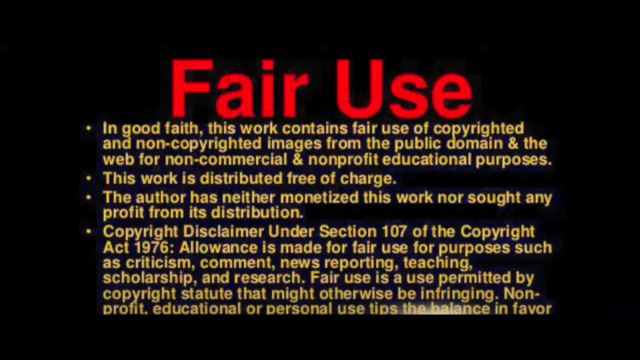 Fair Use
• In good faith, this work contains fair use of copyrighted
and non-copyrighted images from the public domain & the
web for non-commercial & nonprofit educational purposes.
• This work is distributed free of charge.
• The author has neither monetized this work nor sought any
profit from its distribution.
• Copyright Disclaimer Under Section 107 of the Copyright
Act 1976: Allowance is made for fair use for purposes such
as criticism, comment, news reporting, teaching,
scholarship, and research. Fair use is a use permitted by
copyright statute that might otherwise be infringing. Non-
profit, educational or personal use tips the balance in favor